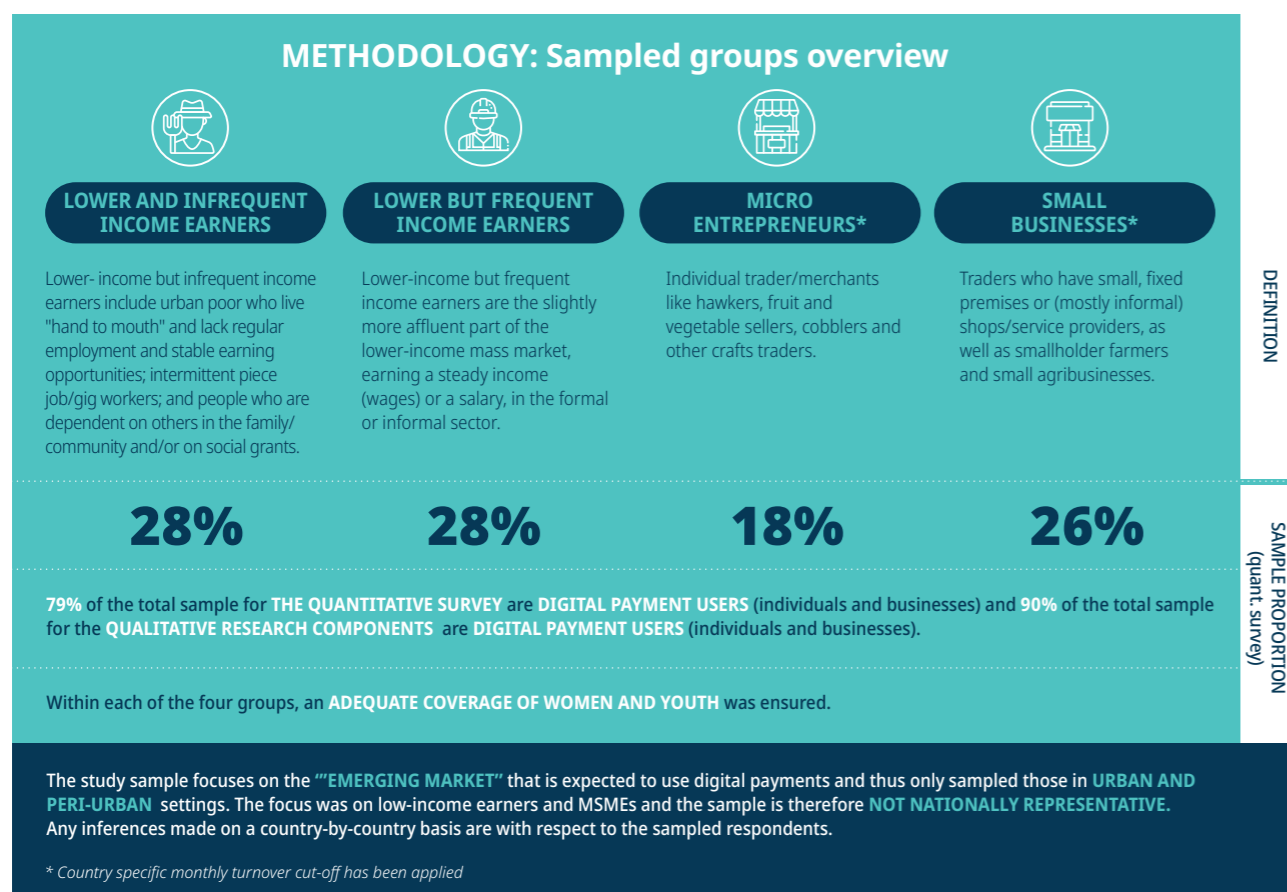 METHODOLOGY: Sampled groups overview
LOWER AND INFREQUENT
INCOME EARNERS
Lower- income but infrequent income
earners include urban poor who live
"hand to mouth" and lack regular
employment and stable earning
opportunities; intermittent piece
job/gig workers; and people who are
dependent on others in the family/
community and/or on social grants.
28%
LOWER BUT FREQUENT
INCOME EARNERS
Lower-income but frequent
income earners are the slightly
more affluent part of the
lower-income mass market,
earning a steady income
(wages) or a salary, in the formal
or informal sector.
28%
MICRO
ENTREPRENEURS*
Individual trader/merchants
like hawkers, fruit and
vegetable sellers, cobblers and
other crafts traders.
18%
SMALL
BUSINESSES*
Traders who have small, fixed
premises or (mostly informal)
shops/service providers, as
well as smallholder farmers
and small agribusinesses.
26%
DEFINITION
SAMPLE PROPORTION
(quant. survey)
79% of the total sample for THE QUANTITATIVE SURVEY are DIGITAL PAYMENT USERS (individuals and businesses) and 90% of the total sample
for the QUALITATIVE RESEARCH COMPONENTS are DIGITAL PAYMENT USERS (individuals and businesses).
Within each of the four groups, an ADEQUATE COVERAGE OF WOMEN AND YOUTH was ensured.
The study sample focuses on the “"EMERGING MARKET” that is expected to use digital payments and thus only sampled those in URBAN AND
PERI-URBAN settings. The focus was on low-income earners and MSMEs and the sample is therefore NOT NATIONALLY REPRESENTATIVE.
Any inferences made on a country-by-country basis are with respect to the sampled respondents.
* Country specific monthly turnover cut-off has been applied